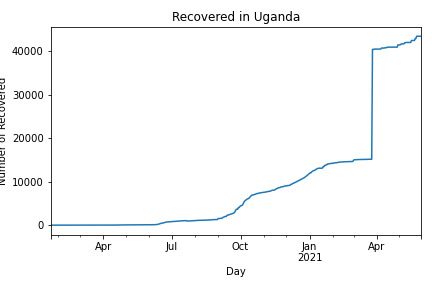 Recovered in Uganda
Number of Recovered
40000
30000
20000
10000
0
Apr
Jul
Oct
Jan
2021
Apr
Day